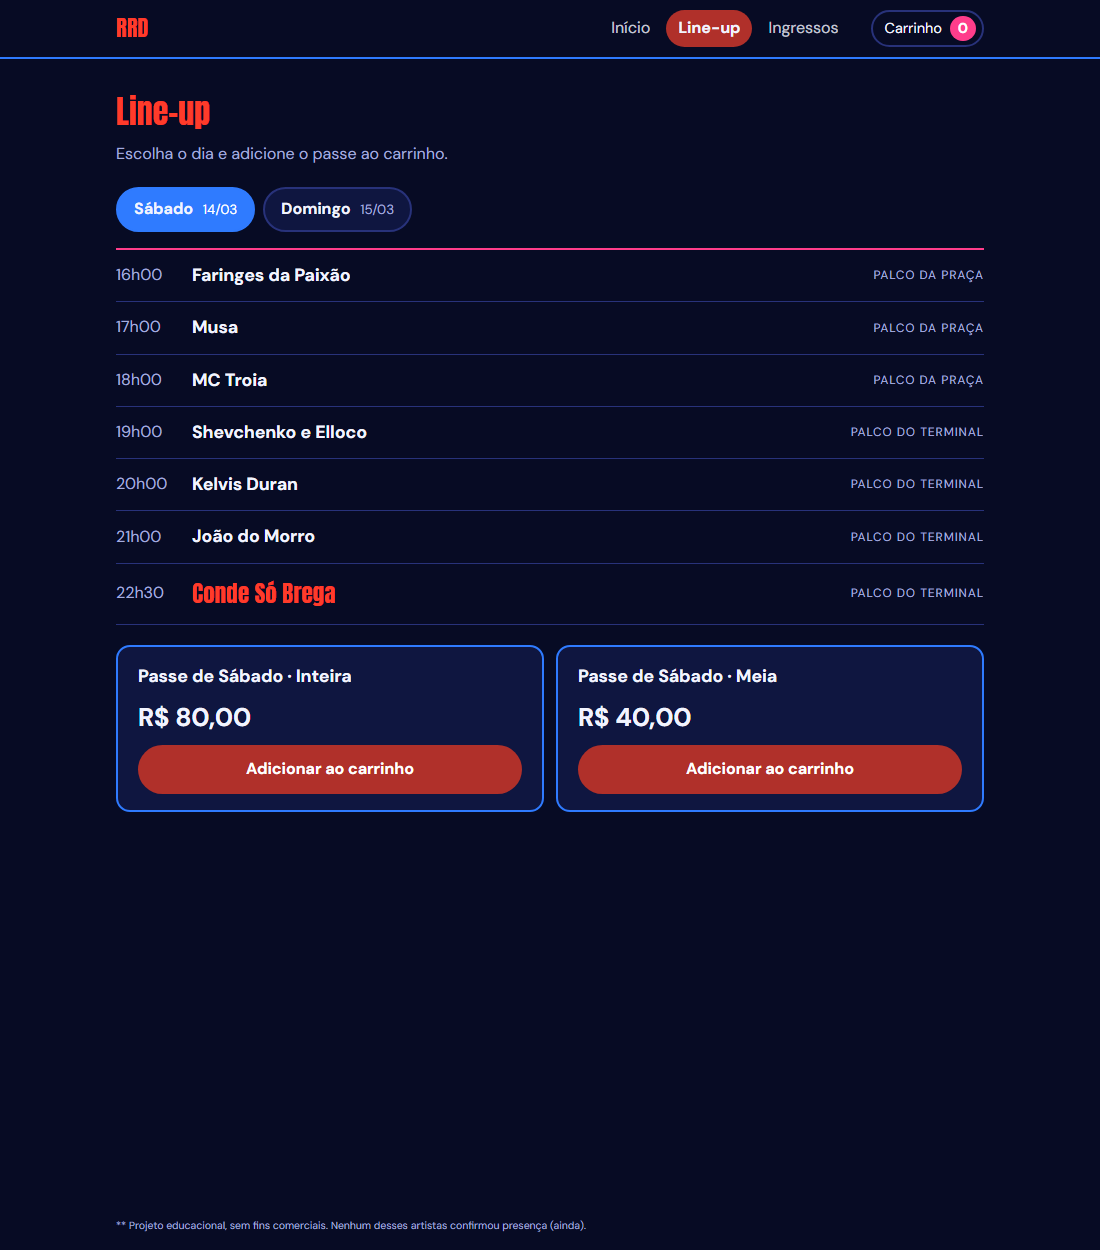 RRD
Início Line-up Ingressos Carrinho 0
Line-up
Escolha o dia e adicione o passe ao carrinho.
Sábado 14/03 Domingo 15/03
16h00 Faringes da Paixão PALCO DA PRAÇA
17h00 Musa PALCO DA PRAÇA
18h00 MC Troia PALCO DA PRAÇA
19h00 Shevchenko e Elloco PALCO DO TERMINAL
20h00 Kelvis Duran PALCO DO TERMINAL
21h00 João do Morro PALCO DO TERMINAL
22h30 Conde Só Brega PALCO DO TERMINAL
Passe de Sábado · Inteira
R$ 80,00
Adicionar ao carrinho
Passe de Sábado · Meia
R$ 40,00
Adicionar ao carrinho
** Projeto educacional, sem fins comerciais. Nenhum desses artistas confirmou presença (ainda).